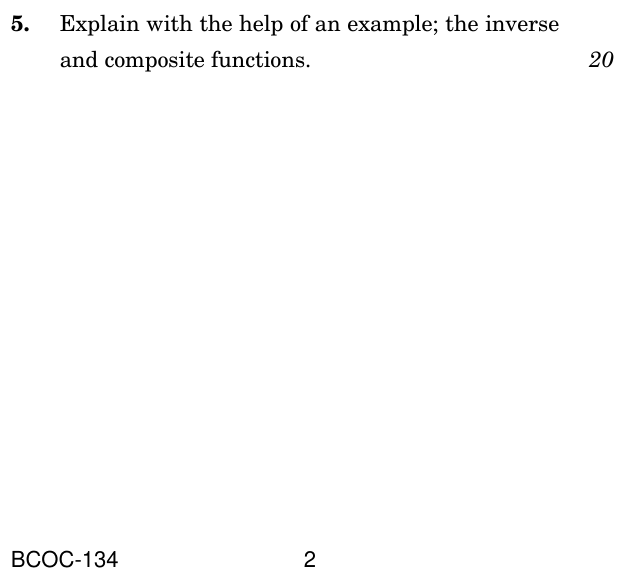 5. Explain with the help of an example; the inverse
and composite functions. 20
BCOC-134 2